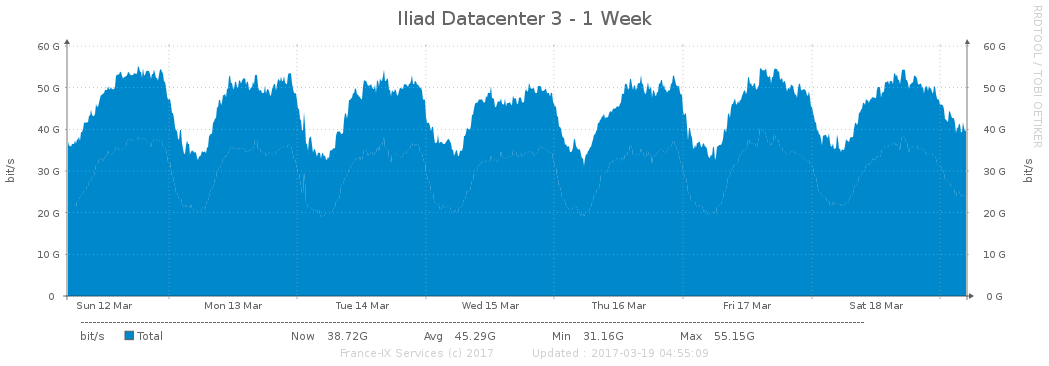 Iliad Datacenter 3 - 1 Week
RRDTOOL / TOBI OETIKER
60 G 60 G
50 G 50 G
40 G 40 G
30 G 30 G
20 G 20 G
10 G 10 G
0 0 G
bit/s
bit/s
Sun 12 Mar Mon 13 Mar Tue 14 Mar Wed 15 Mar Thu 16 Mar Fri 17 Mar Sat 18 Mar
bit/s Total Now 38.72G Avg 45.29G Min 31.16G Max 55.15G
France-IX Services (c) 2017 Updated : 2017-03-19 04:55:09